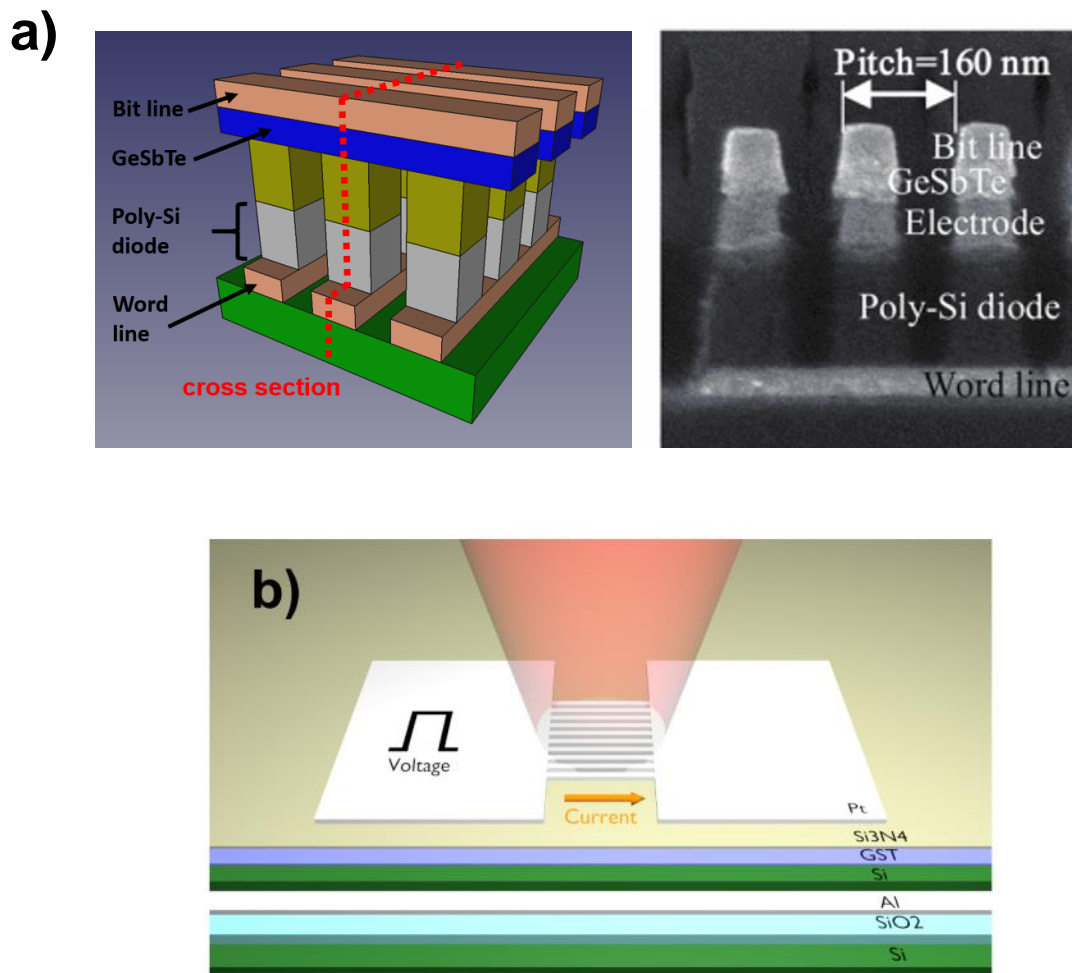 a)
Bit line
GeSbTe
Poly-Si
diode
Word
line
cross section
Pitch=160 nm
Bit line
GeSbTe
Electrode
Poly-Si diode
Word line
b)
Voltage
Current
Pt
Si3N4
GST
Si
Al
SiO2
Si